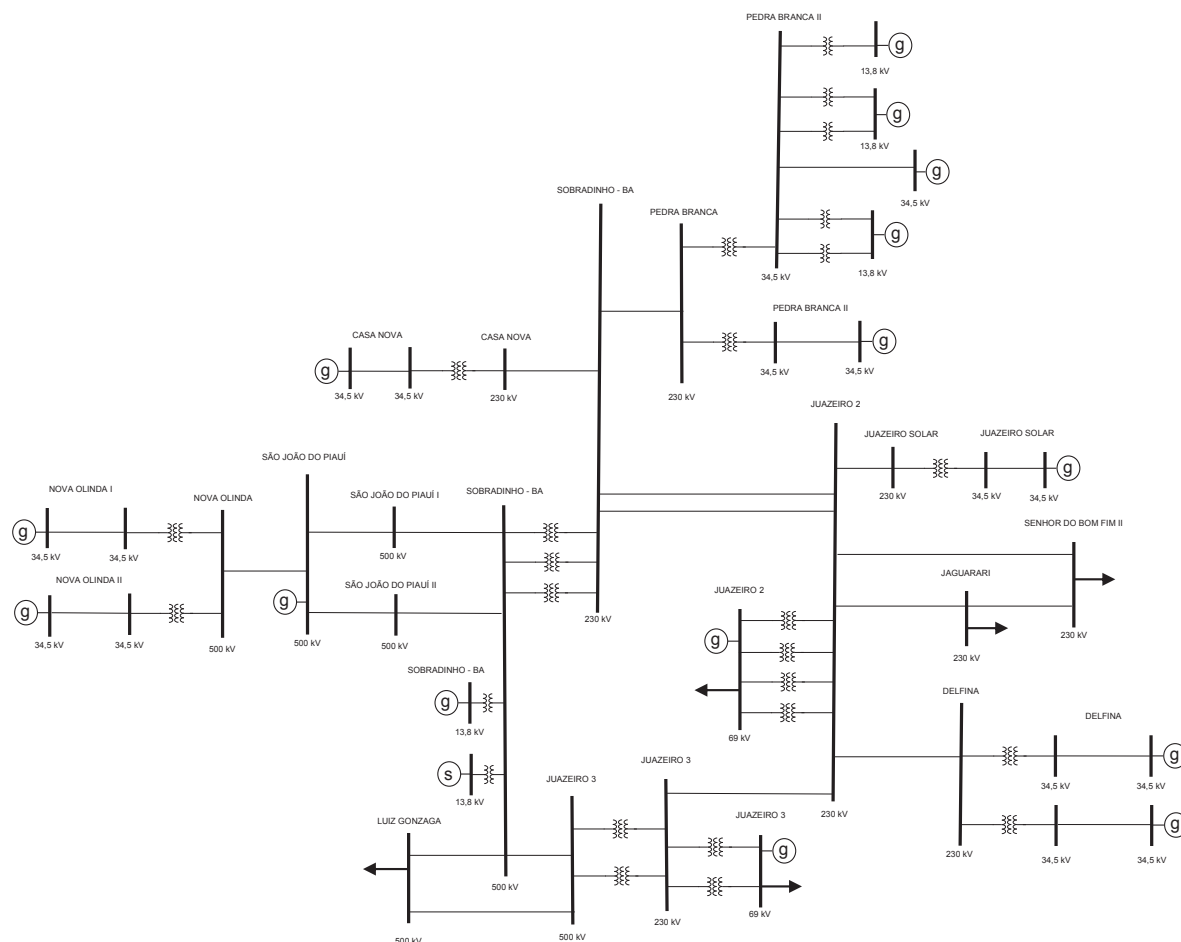 PEDRA BRANCA II
g
13,8 kV
g
13,8 kV
g
34,5 kV
SOBRADINHO - BA
PEDRA BRANCA
g
13,8 kV
34,5 kV
PEDRA BRANCA II
CASA NOVA
CASA NOVA
g
34,5 kV
34,5 kV
g
34,5 kV
34,5 kV
230 kV
230 kV
JUAZEIRO 2
JUAZEIRO SOLAR
JUAZEIRO SOLAR
SÃO JOÃO DO PIAUÍ
g
NOVA OLINDA I
NOVA OLINDA
SÃO JOÃO DO PIAUÍ I
SOBRADINHO - BA
230 kV
34,5 kV
34,5 kV
SENHOR DO BOM FIM II
g
34,5 kV
34,5 kV
500 kV
NOVA OLINDA II
SÃO JOÃO DO PIAUÍ II
JAGUARARI
JUAZEIRO 2
g
g
34,5 kV
34,5 kV
500 kV
500 kV
500 kV
230 kV
g
230 kV
230 kV
SOBRADINHO - BA
DELFINA
g
13,8 kV
69 kV
DELFINA
g
JUAZEIRO 3
JUAZEIRO 3
s
13,8 kV
34,5 kV
34,5 kV
LUIZ GONZAGA
JUAZEIRO 3
230 kV
g
g
230 kV
34,5 kV
34,5 kV
500 kV
69 kV
230 kV
500 kV
500 kV